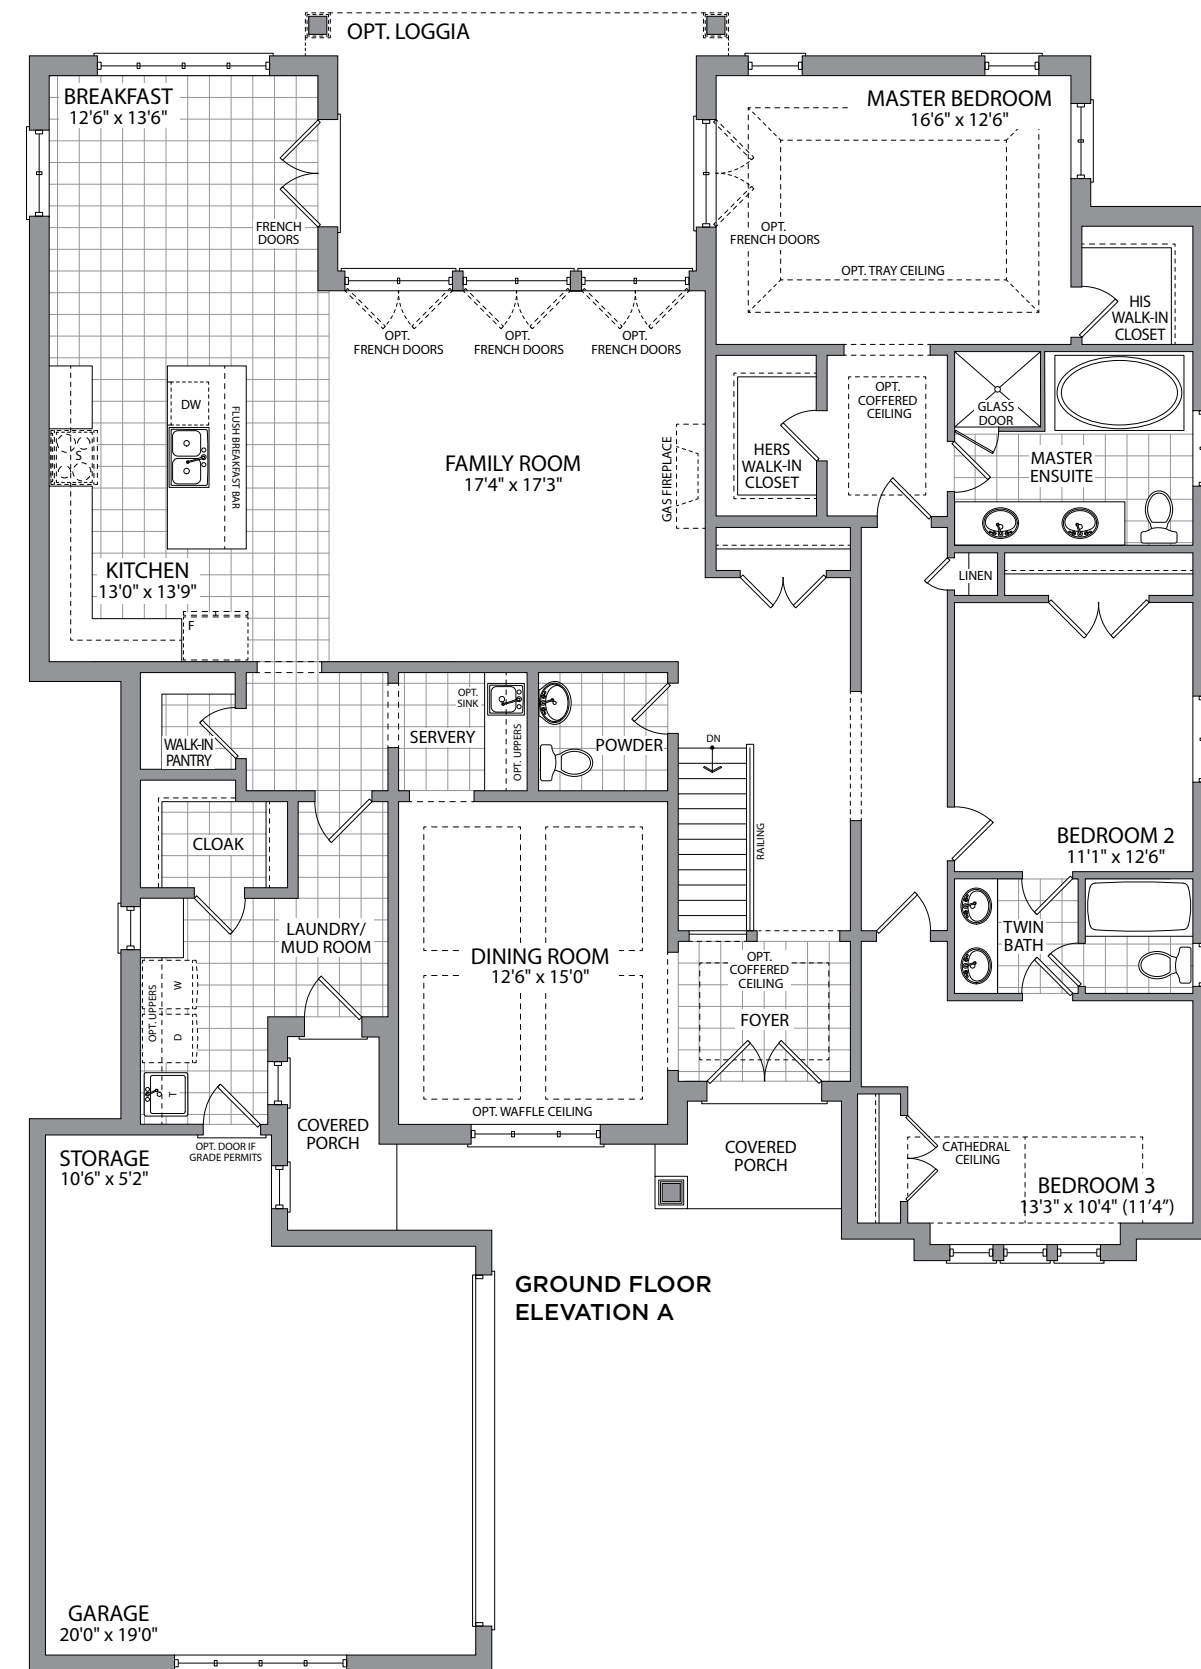 OPT. LOGGIA
BREAKFAST
12'6" x 13'6"
MASTER BEDROOM
16'6" x 12'6"
FRENCH
DOORS
OPT.
FRENCH DOORS
OPT. TRAY CEILING
HIS
WALK-IN
CLOSET
OPT.
FRENCH DOORS
OPT.
FRENCH DOORS
OPT.
FRENCH DOORS
OPT.
COFFERED
CEILING
GLASS
DOOR
DW
FLUSH BREAKFAST BAR
S
FAMILY ROOM
17'4" x 17'3"
GAS FIREPLACE
HERS
WALK-IN
CLOSET
MASTER
ENSUITE
KITCHEN
13'0" x 13'9"
F
LINEN
OPT.
SINK
SERVERY
OPT. UPPERS
POWDER
WALK-IN
PANTRY
DN
RAILING
CLOAK
BEDROOM 2
11'1" x 12'6"
LAUNDRY/
MUD ROOM
DINING ROOM
12'6" x 15'0"
OPT.
COFFERED
CEILING
FOYER
TWIN
BATH
OPT. UPPERS
W
D
T
OPT. WAFFLE CEILING
COVERED
PORCH
OPT. DOOR IF
GRADE PERMITS
COVERED
PORCH
CATHEDRAL
CEILING
STORAGE
10'6" x 5'2"
BEDROOM 3
13'3" x 10'4" (11'4")
GROUND FLOOR
ELEVATION A
GARAGE
20'0" x 19'0"